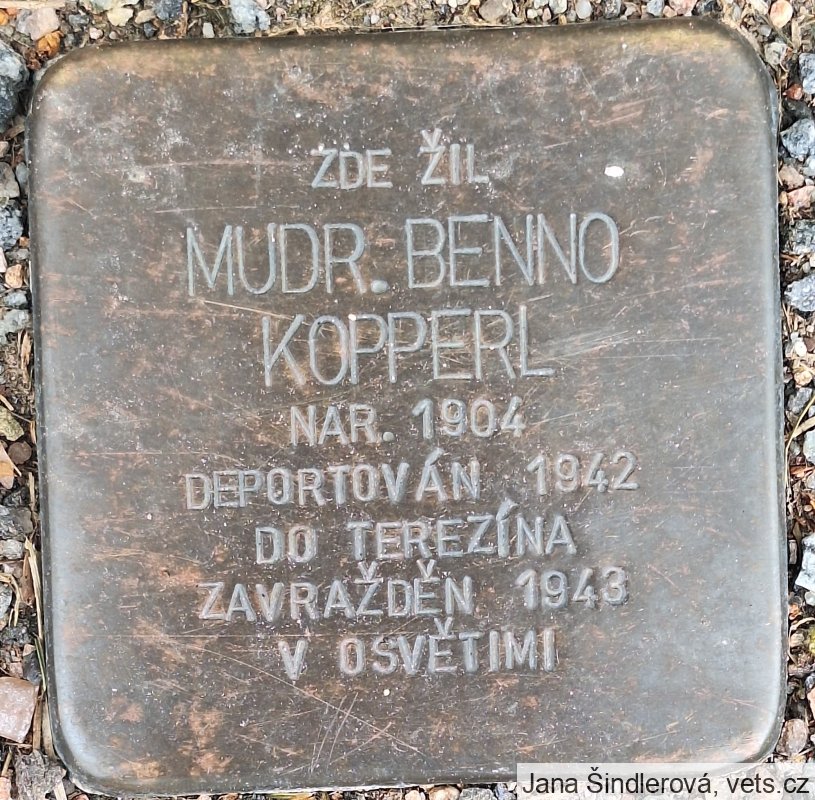 ZDE ŽIL
MUDR. BENNO
KOPPERL
NAR. 1904
DEPORTOVÁN 1942
DO TEREZÍNA
ZAVRAŽDĚN 1943
V OSVĚTIMI
Jana Šindlerová, vets.cz